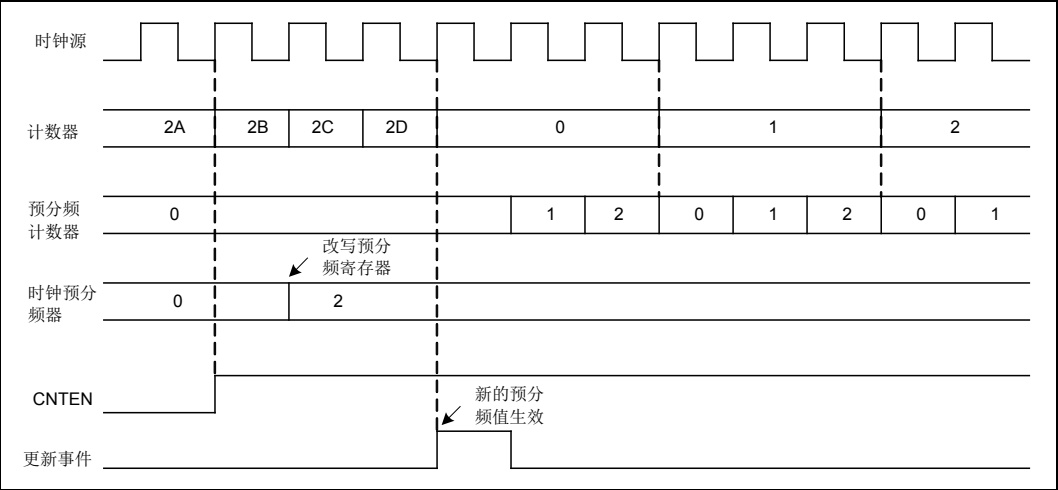 时钟源
计数器
2A 2B 2C 2D 0 1 2
预分频
计数器
0 1 2 0 1 2 0 1
改写预分
频寄存器
时钟预分
频器
0 2
CNTEN
新的预分
频值生效
更新事件